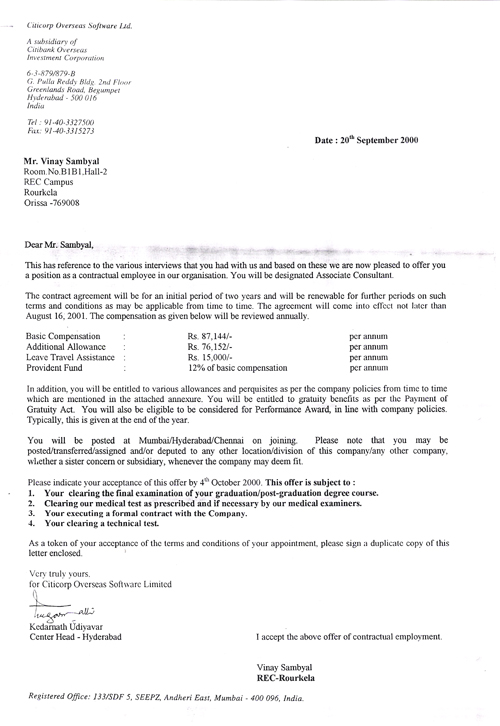 Citicorp Overseas Software Ltd.
A subsidiary of
Citibank Overseas
Investment Corporation
6-3-879/879-B
G. Pulla Reddy Bldg. 2nd Floor
Greenlands Road, Begumpet
Hyderabad - 500 016
India
Tel : 91-40-3327500
Fax: 91-40-3315273
Date : 20th September 2000
Mr. Vinay Sambyal
Room.No.B1B1.Hall-2
REC Campus
Rourkela
Orissa -769008
Dear Mr. Sambyal,
This has reference to the various interviews that you had with us and based on these we are now pleased to offer you
a position as a contractual employee in our organisation. You will be designated Associate Consultant.
The contract agreement will be for an initial period of two years and will be renewable for further periods on such
terms and conditions as may be applicable from time to time. The agreement will come into effect not later than
August 16, 2001. The compensation as given below will be reviewed annually.
Basic Compensation : Rs. 87,144/- per annum
Additional Allowance : Rs. 76,152/- per annum
Leave Travel Assistance : Rs. 15,000/- per annum
Provident Fund : 12% of basic compensation per annum
In addition, you will be entitled to various allowances and perquisites as per the company policies from time to time
which are mentioned in the attached annexure. You will be entitled to gratuity benefits as per the Payment of
Gratuity Act. You will also be eligible to be considered for Performance Award, in line with company policies.
Typically, this is given at the end of the year.
You will be posted at Mumbai/Hyderabad/Chennai on joining. Please note that you may be
posted/transferred/assigned and/or deputed to any other location/division of this company/any other company,
whether a sister concern or subsidiary, whenever the company may deem fit.
Please indicate your acceptance of this offer by 4th October 2000. This offer is subject to :
1. Your clearing the final examination of your graduation/post-graduation degree course.
2. Clearing our medical test as prescribed and if necessary by our medical examiners.
3. Your executing a formal contract with the Company.
4. Your clearing a technical test.
As a token of your acceptance of the terms and conditions of your appointment, please sign a duplicate copy of this
letter enclosed.
Very truly yours,
for Citicorp Overseas Software Limited
Kedarnath Udiyavar
Center Head - Hyderabad
I accept the above offer of contractual employment.
Vinay Sambyal
REC-Rourkela
Registered Office: 133/SDF 5, SEEPZ, Andheri East, Mumbai - 400 096, India.